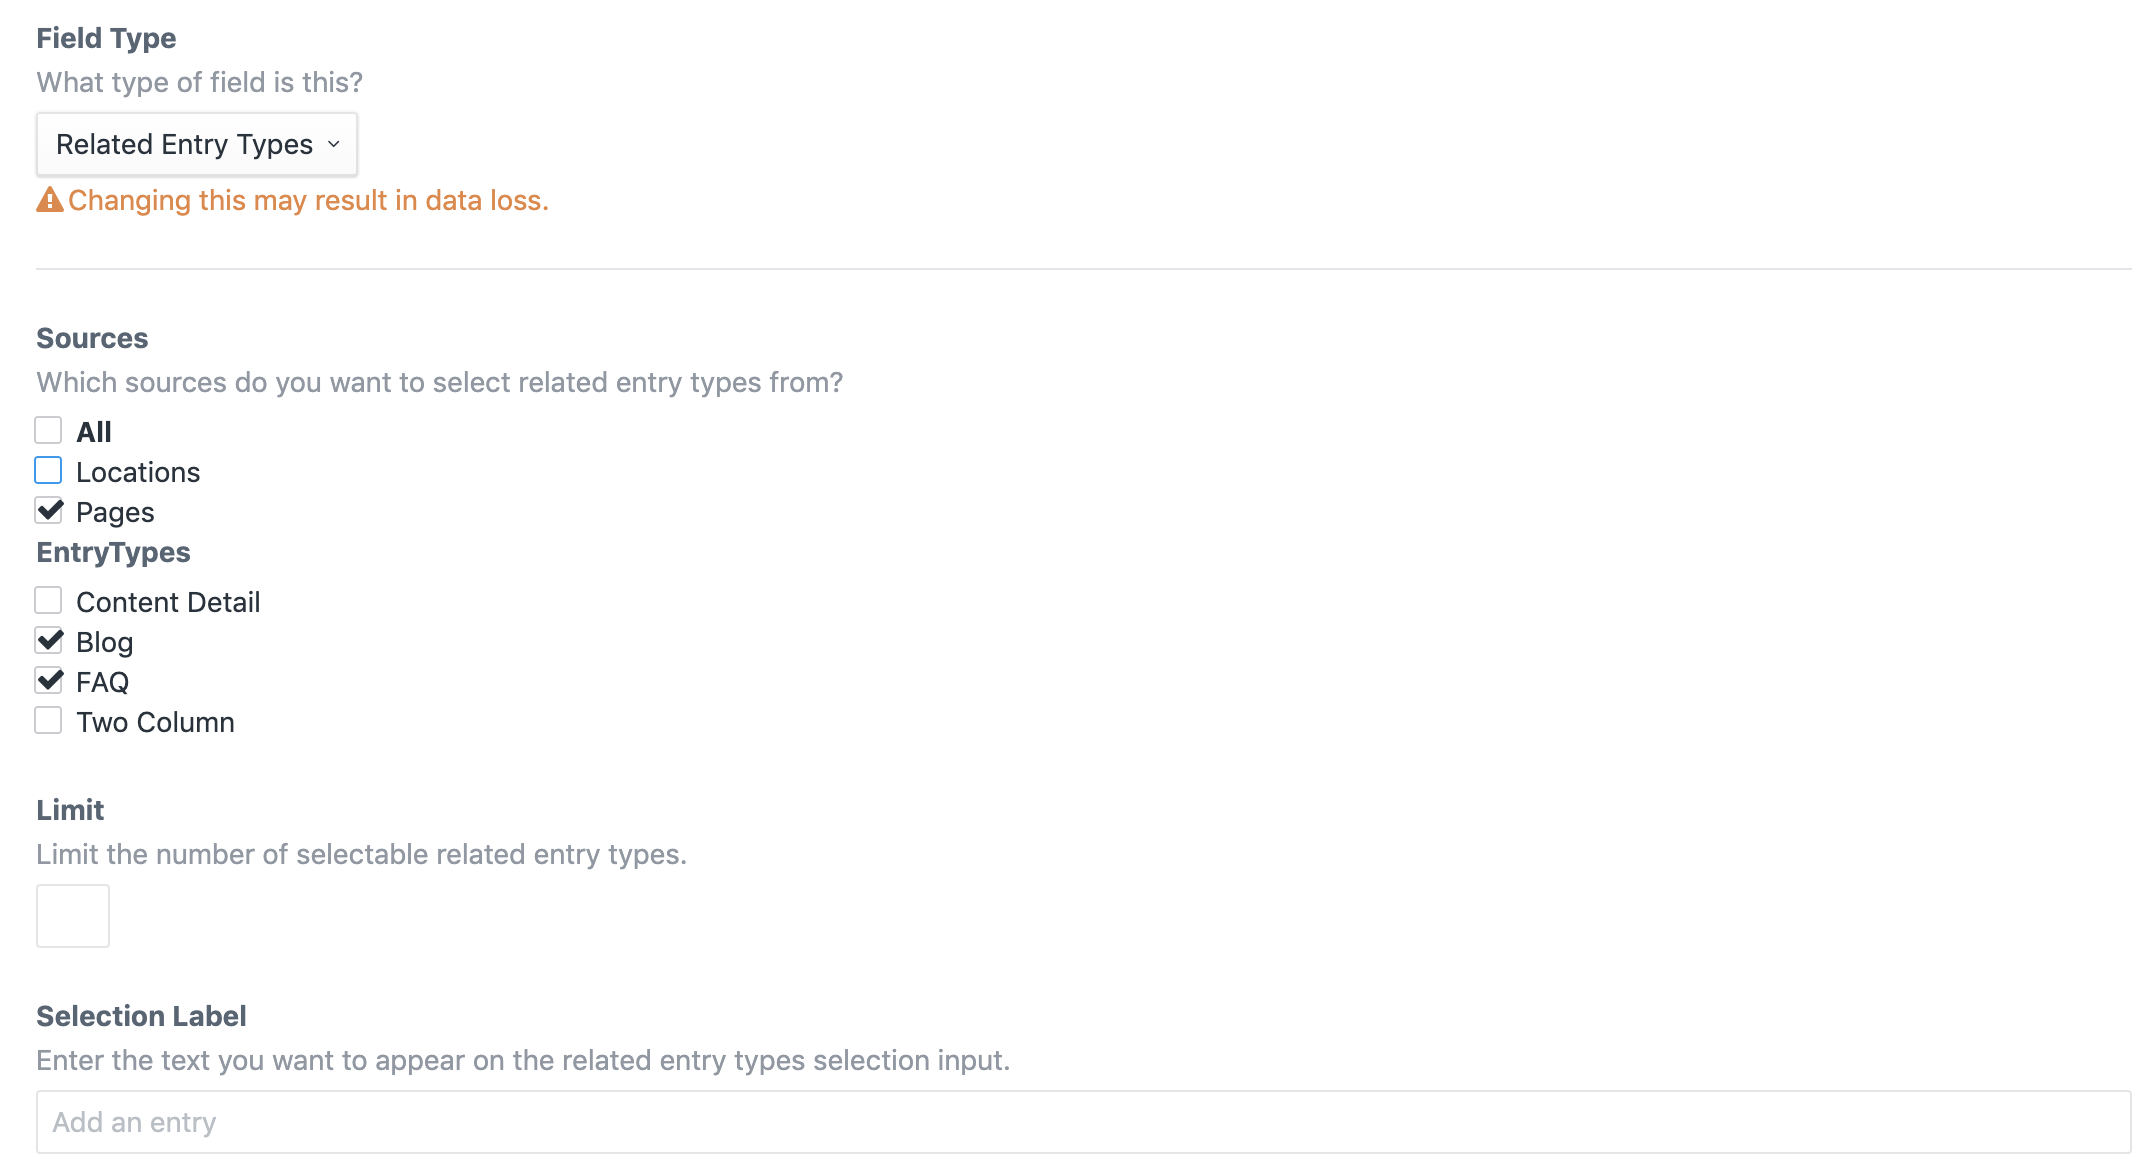 Field Type
What type of field is this?
Related Entry Types
Changing this may result in data loss.
Sources
Which sources do you want to select related entry types from?
All
Locations
Pages
EntryTypes
Content Detail
Blog
FAQ
Two Column
Limit
Limit the number of selectable related entry types.
Selection Label
Enter the text you want to appear on the related entry types selection input.
Add an entry